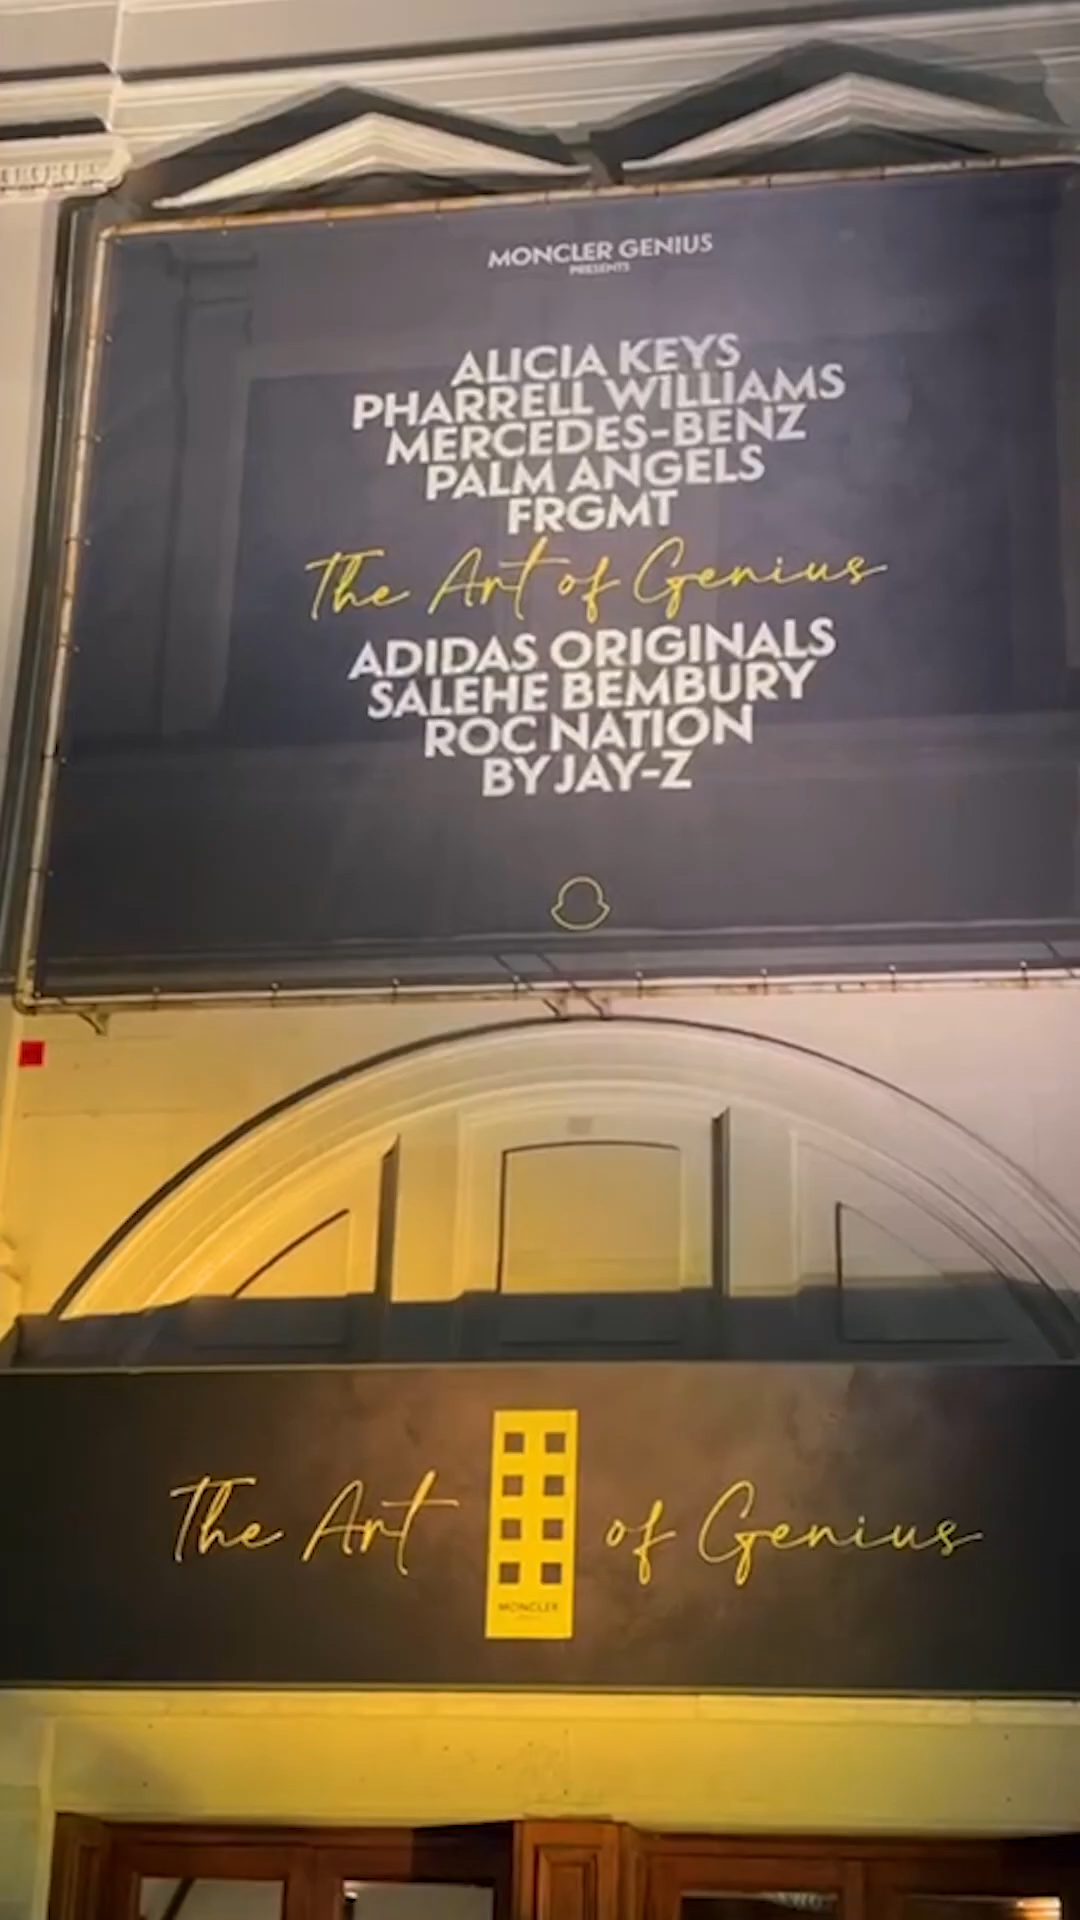 MONCLER GENIUS
PRESENTS
ALICIA KEYS
PHARRELL WILLIAMS
MERCEDES-BENZ
PALM ANGELS
FRGMT
The Art of Genius
ADIDAS ORIGINALS
SALEHE BEMBURY
ROC NATION
BY JAY-Z
The Art of Genius
MONCLER